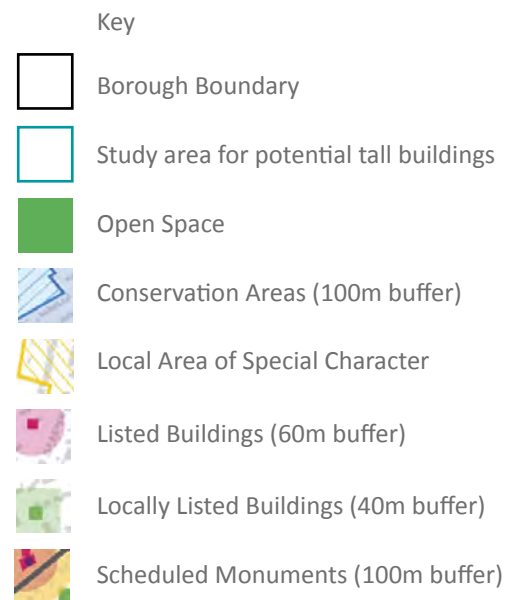 Key
Borough Boundary
Study area for potential tall buildings
Open Space
Conservation Areas (100m buffer)
Local Area of Special Character
Listed Buildings (60m buffer)
Locally Listed Buildings (40m buffer)
Scheduled Monuments (100m buffer)